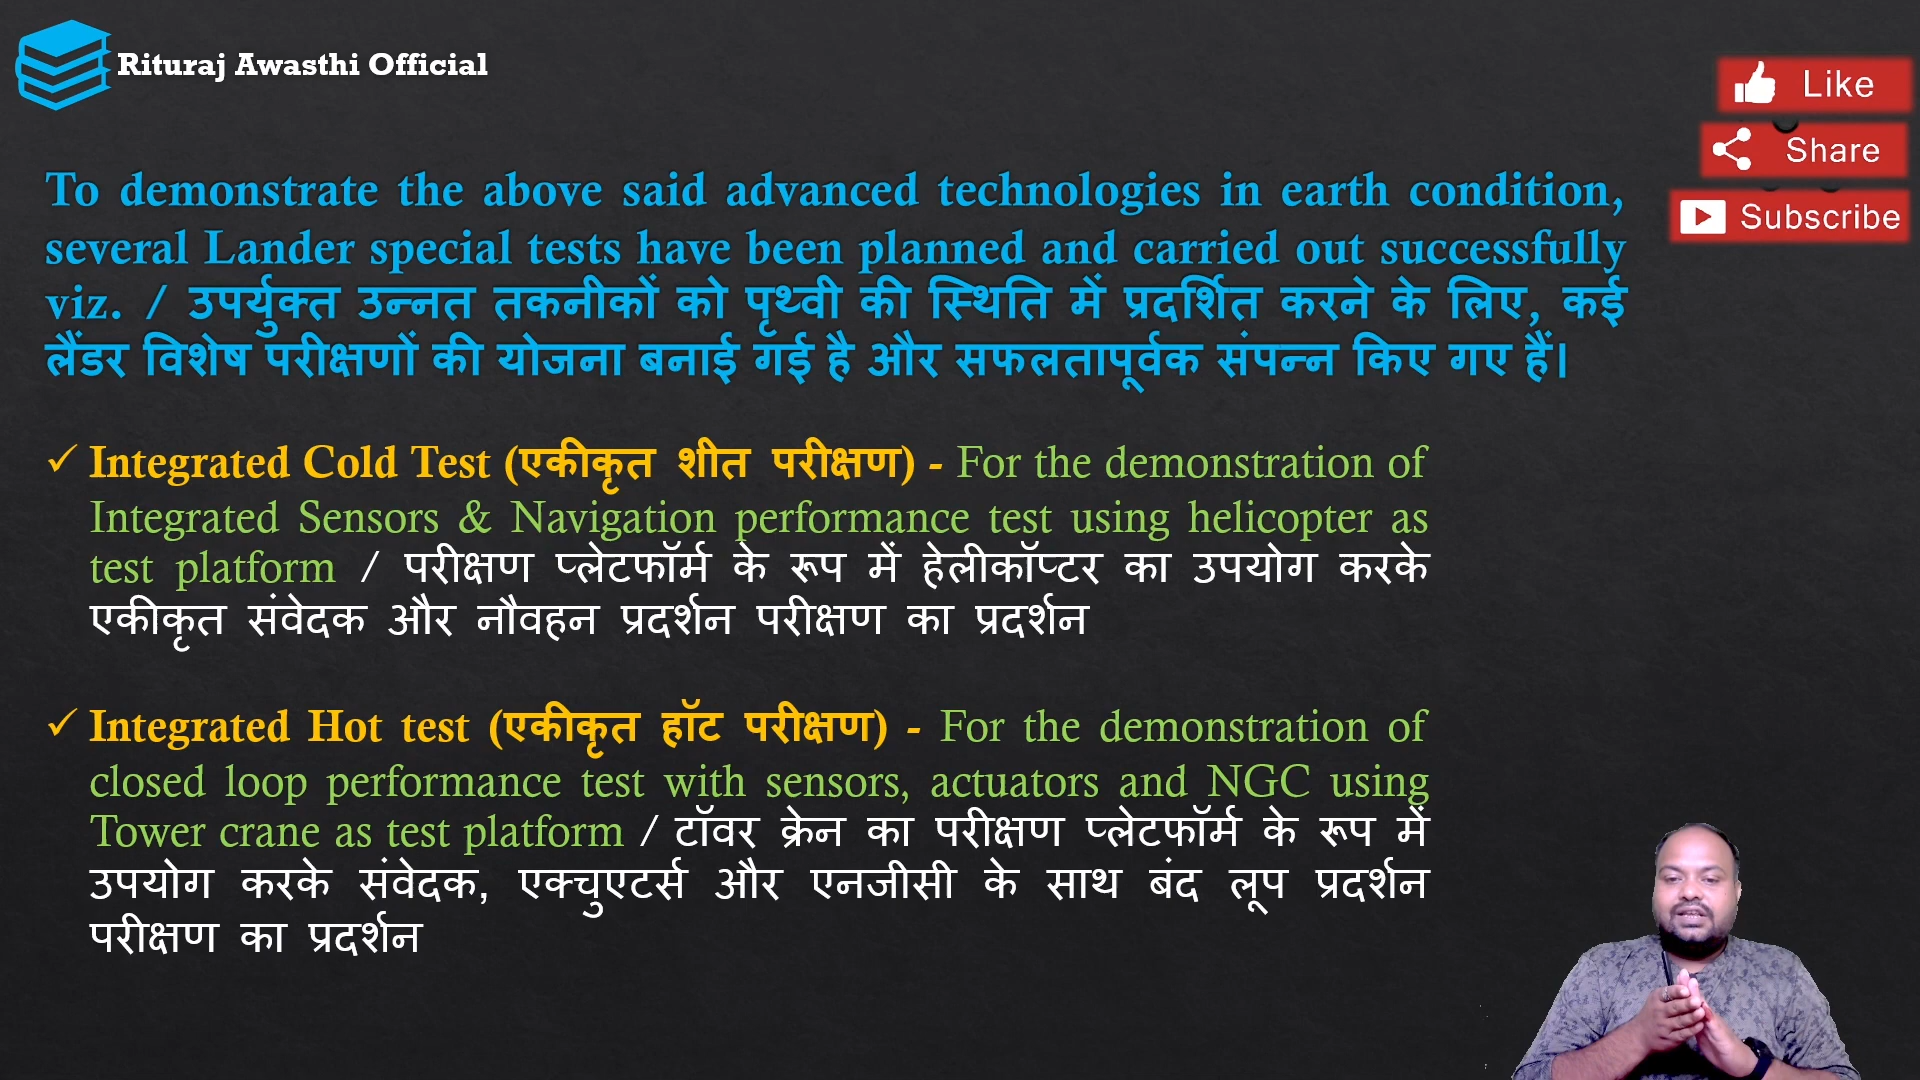 Rituraj Awasthi Official
Like
Share
Subscribe
To demonstrate the above said advanced technologies in earth condition,
several Lander special tests have been planned and carried out successfully
viz. / उपर्युक्त उन्नत तकनीकों को पृथ्वी की स्थिति में प्रदर्शित करने के लिए, कई
लैंडर विशेष परीक्षणों की योजना बनाई गई है और सफलतापूर्वक संपन्न किए गए हैं।
✓ Integrated Cold Test (एकीकृत शीत परीक्षण) - For the demonstration of
Integrated Sensors & Navigation performance test using helicopter as
test platform / परीक्षण प्लेटफॉर्म के रूप में हेलीकॉप्टर का उपयोग करके
एकीकृत संवेदक और नौवहन प्रदर्शन परीक्षण का प्रदर्शन
✓ Integrated Hot test (एकीकृत हॉट परीक्षण) - For the demonstration of
closed loop performance test with sensors, actuators and NGC using
Tower crane as test platform / टॉवर क्रेन का परीक्षण प्लेटफॉर्म के रूप में
उपयोग करके संवेदक, एक्चुएटर्स और एनजीसी के साथ बंद लूप प्रदर्शन
परीक्षण का प्रदर्शन